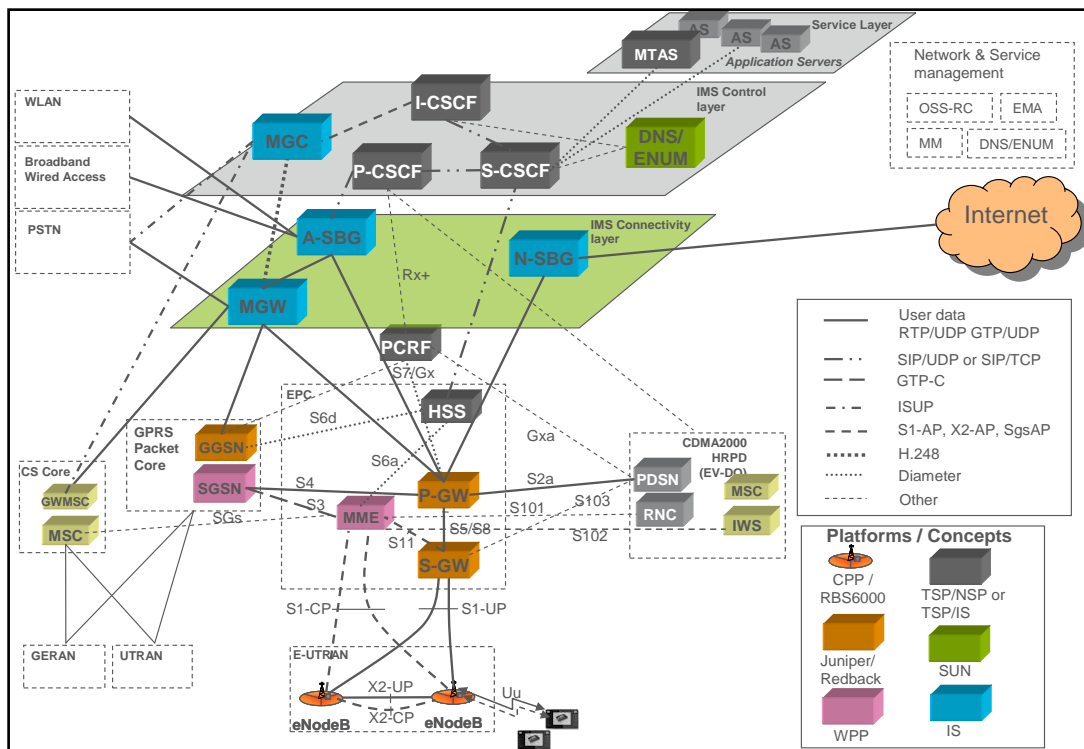 Service Layer
AS
AS
AS
MTAS
Application Servers
Network & Service
management
OSS-RC
EMA
MM
DNS/ENUM
WLAN
Broadband
Wired Access
PSTN
I-CSCF
IMS Control
layer
MGC
DNS/
ENUM
P-CSCF
S-CSCF
Internet
A-SBG
IMS Connectivity
layer
N-SBG
Rx+
MGW
PCRF
S7/Gx
User data
RTP/UDP GTP/UDP
SIP/UDP or SIP/TCP
GTP-C
ISUP
S1-AP, X2-AP, SgsAP
H.248
Diameter
Other
EPC
HSS
S6d
GPRS
Packet
Core
GGSN
Gxa
CDMA2000
HRPD
(EV-DO)
CS Core
S6a
SGSN
S4
P-GW
S2a
PDSN
MSC
GWMSC
S3
S103
MME
S101
RNC
IWS
SGs
MSC
S5/S8
S102
S11
S-GW
S1-CP
S1-UP
GERAN
UTRAN
E-UTRAN
X2-UP
Uu
X2-CP
eNodeB
eNodeB
Platforms / Concepts
CPP /
RBS6000
TSP/NSP or
TSP/IS
Juniper/
Redback
SUN
WPP
IS